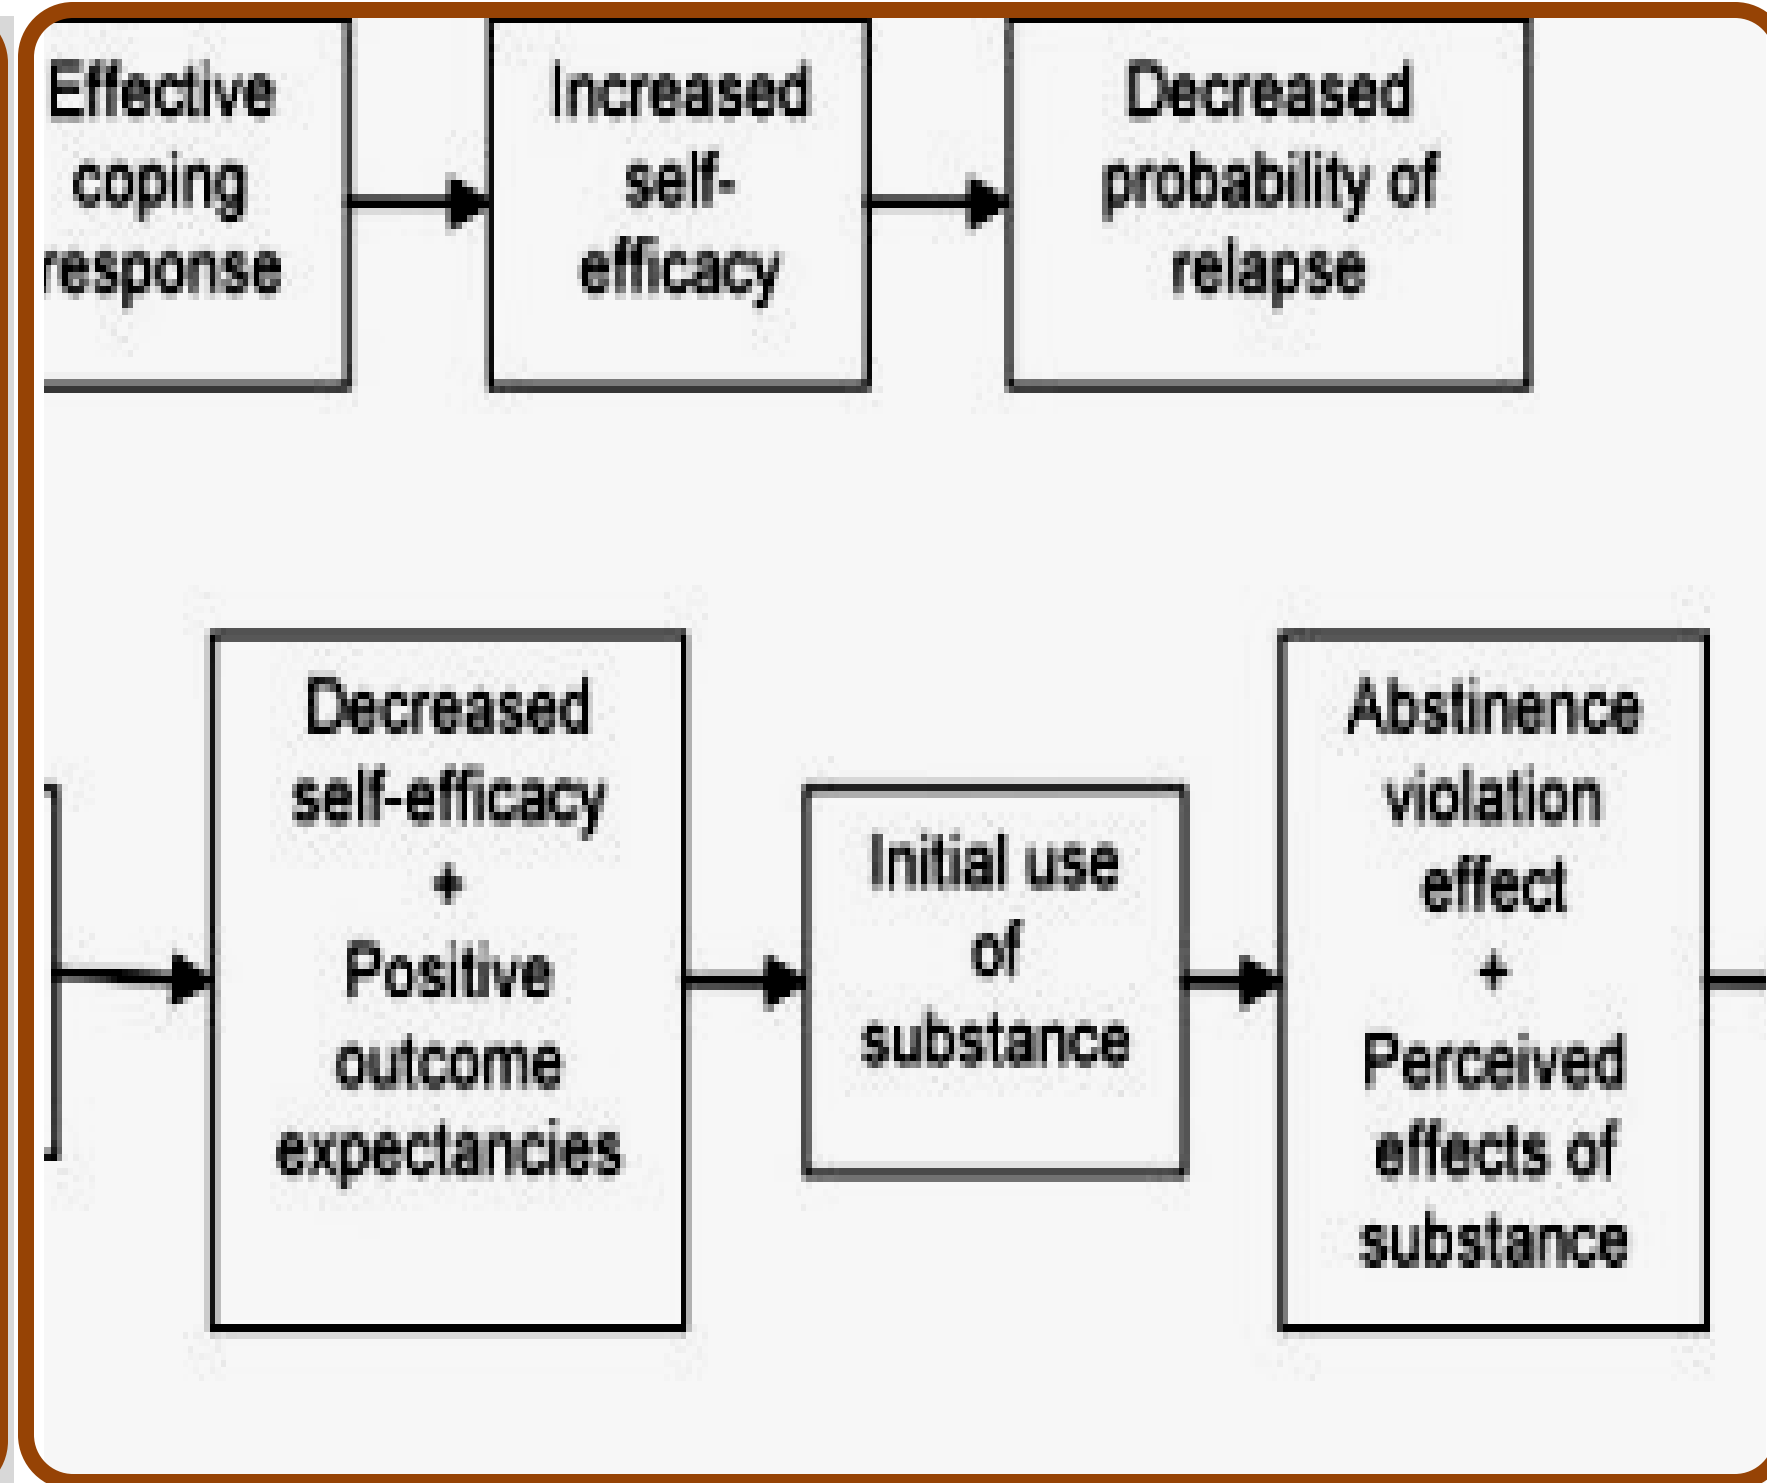 Effective
coping
response
Increased
self-
efficacy
Decreased
probability of
relapse
Decreased
self-efficacy
+
Positive
outcome
expectancies
Initial use
of
substance
Abstinence
violation
effect
+
Perceived
effects of
substance